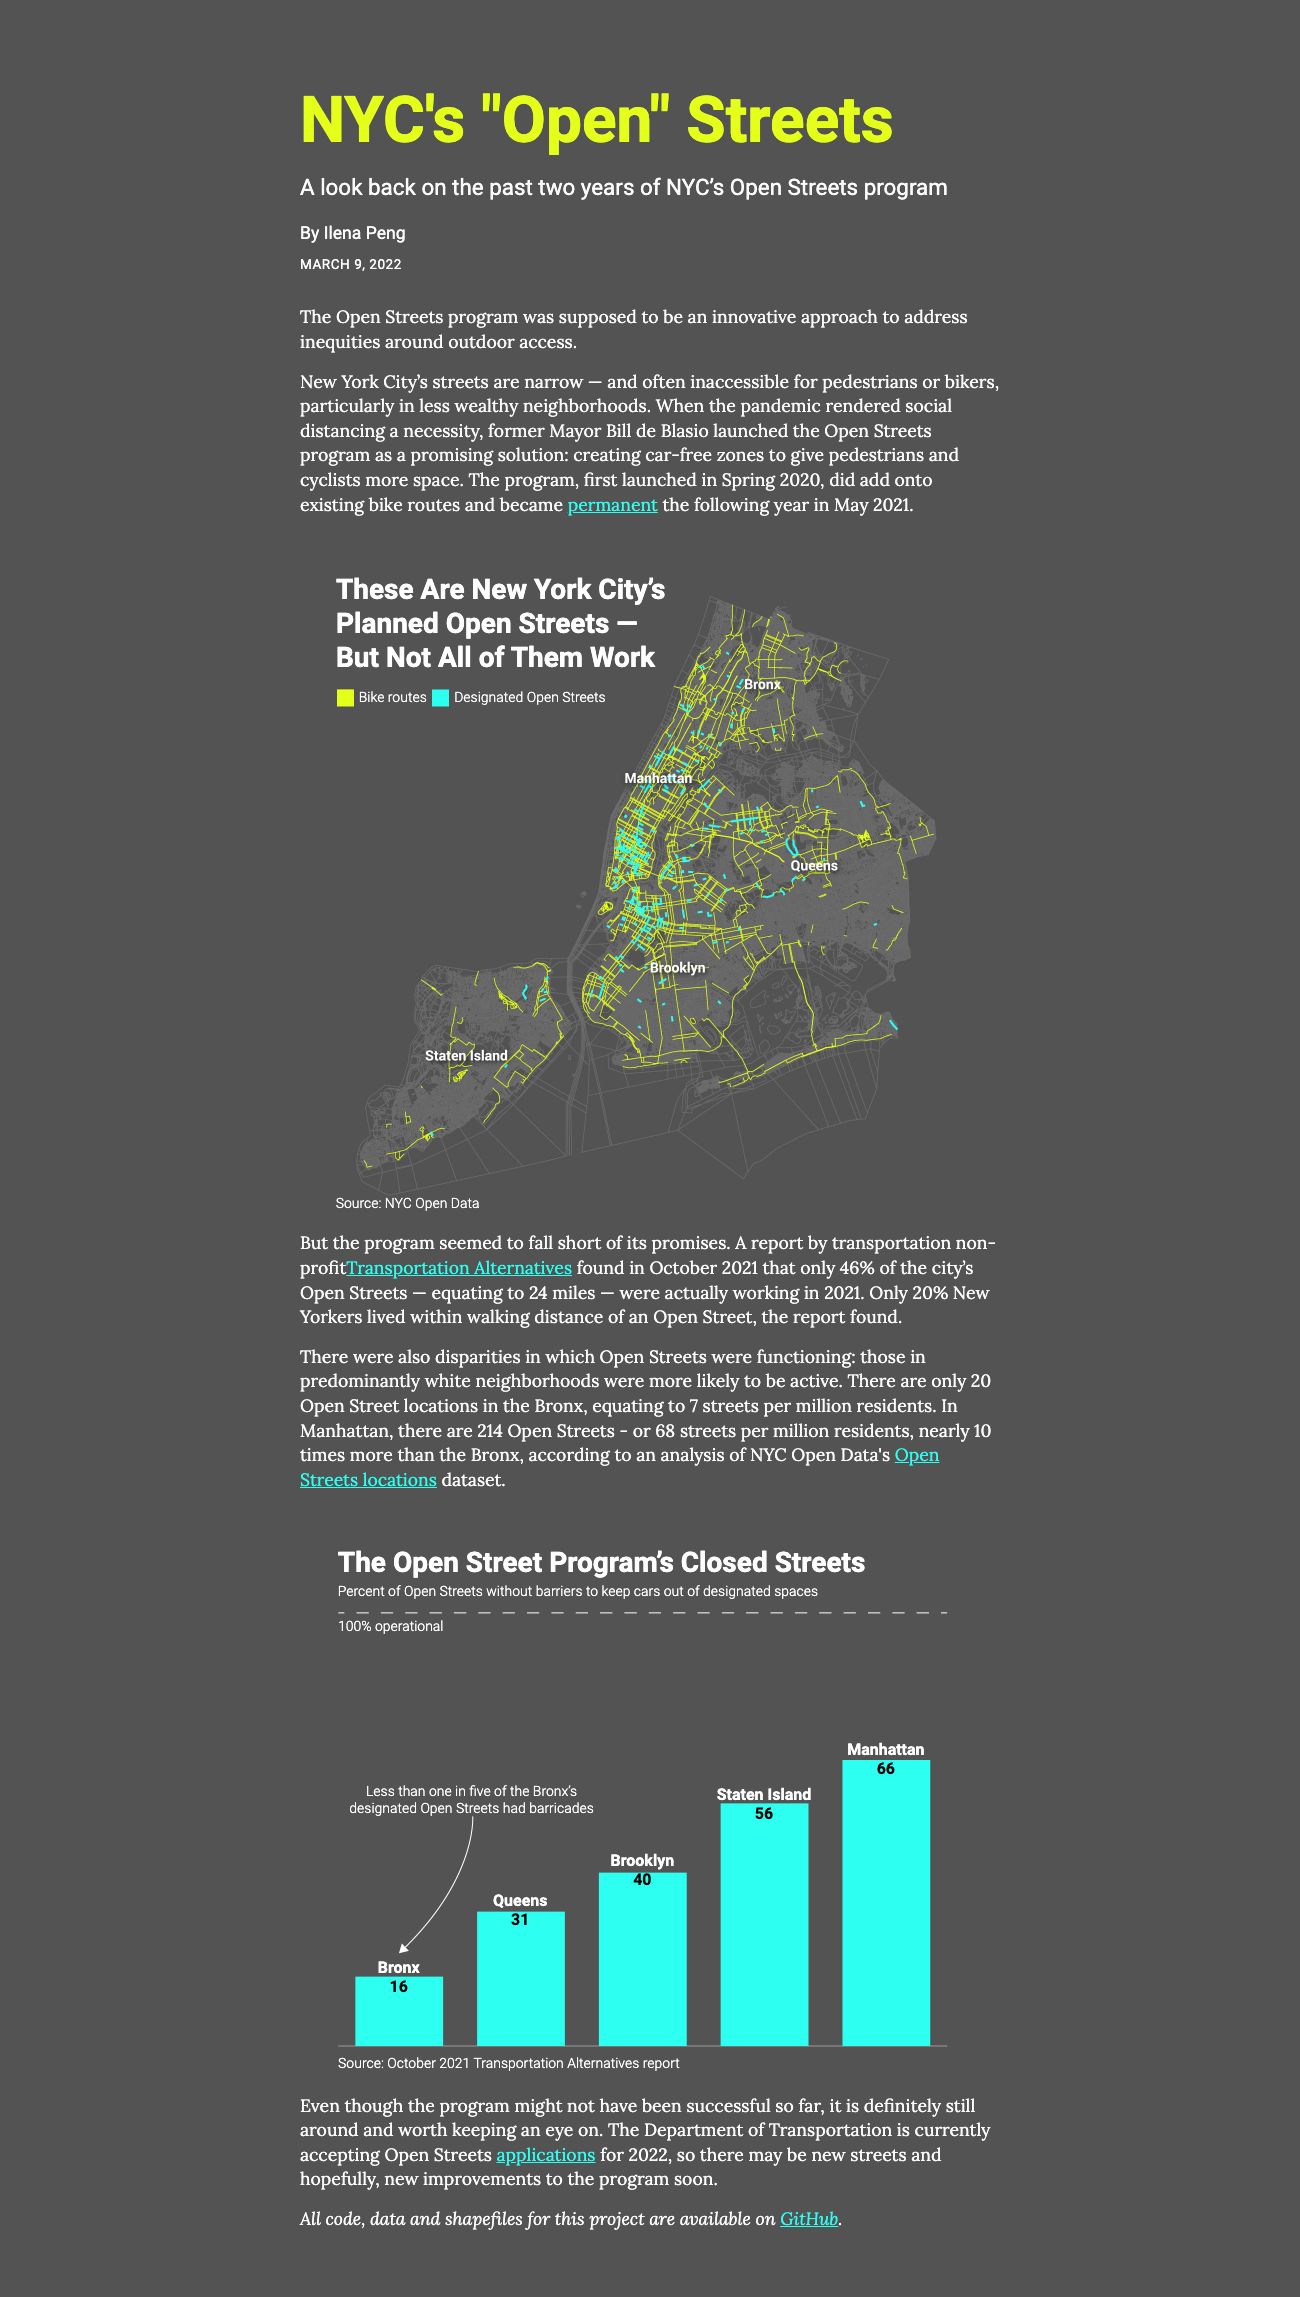 NYC's "Open" Streets
A look back on the past two years of NYC’s Open Streets program
By Ilena Peng
MARCH 9, 2022
The Open Streets program was supposed to be an innovative approach to address
inequities around outdoor access.
New York City’s streets are narrow — and often inaccessible for pedestrians or bikers,
particularly in less wealthy neighborhoods. When the pandemic rendered social
distancing a necessity, former Mayor Bill de Blasio launched the Open Streets
program as a promising solution: creating car-free zones to give pedestrians and
cyclists more space. The program, first launched in Spring 2020, did add onto
existing bike routes and became permanent the following year in May 2021.
These Are New York City’s
Planned Open Streets —
But Not All of Them Work
Bike routes Designated Open Streets
Bronx
Manhattan
Queens
Brooklyn
Staten Island
Source: NYC Open Data
But the program seemed to fall short of its promises. A report by transportation non-
profitTransportation Alternatives found in October 2021 that only 46% of the city’s
Open Streets — equating to 24 miles — were actually working in 2021. Only 20% New
Yorkers lived within walking distance of an Open Street, the report found.
There were also disparities in which Open Streets were functioning: those in
predominantly white neighborhoods were more likely to be active. There are only 20
Open Street locations in the Bronx, equating to 7 streets per million residents. In
Manhattan, there are 214 Open Streets - or 68 streets per million residents, nearly 10
times more than the Bronx, according to an analysis of NYC Open Data's Open
Streets locations dataset.
The Open Street Program’s Closed Streets
Percent of Open Streets without barriers to keep cars out of designated spaces
100% operational
Manhattan
66
Less than one in five of the Bronx’s
designated Open Streets had barricades
Staten Island
56
Brooklyn
40
Queens
31
Bronx
16
Source: October 2021 Transportation Alternatives report
Even though the program might not have been successful so far, it is definitely still
around and worth keeping an eye on. The Department of Transportation is currently
accepting Open Streets applications for 2022, so there may be new streets and
hopefully, new improvements to the program soon.
All code, data and shapefiles for this project are available on GitHub.